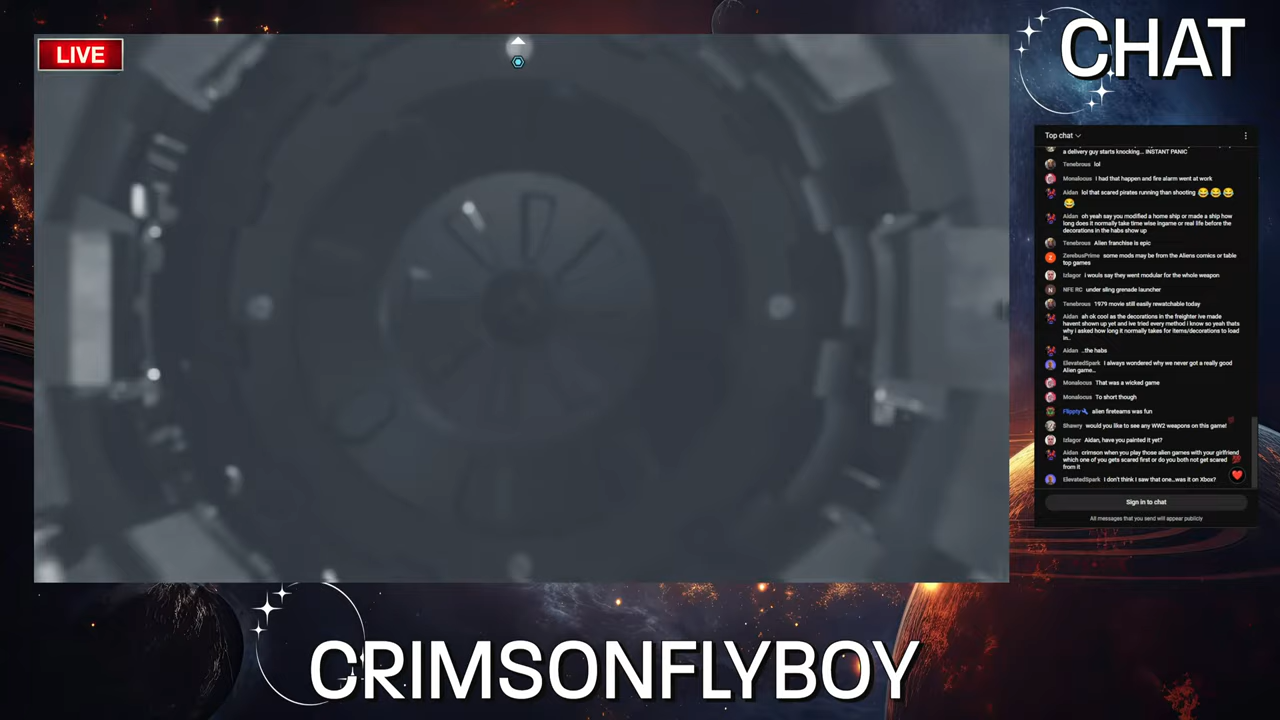 LIVE
CHAT
Top chat
a delivery guy starts knocking... INSTANT PANIC
Tenebrous lol
Monalocus I had that happen and fire alarm went at work
Aidan lol that scared pirates running than shooting 😂 😂 😂
😂
Aidan oh yeah say you modified a home ship or made a ship how
long does it normally take time wise ingame or real life before the
decorations in the habs show up
Tenebrous Alien franchise is epic
ZerebusPrime some mods may be from the Aliens comics or table
top games
Izlagor i wouls say they went modular for the whole weapon
NFE RC under sling grenade launcher
Tenebrous 1979 movie still easily rewatchable today
Aidan ah ok cool as the decorations in the freighter ive made
havent shown up yet and ive tried every method i know so yeah thats
why i asked how long it normally takes for items/decorations to load
in..
Aidan ..the habs
ElevatedSpark I always wondered why we never got a really good
Alien game...
Monalocus That was a wicked game
Monalocus To short though
Flippty alien fireteams was fun
Shawry would you like to see any WW2 weapons on this game!
Izlagor Aidan, have you painted it yet?
Aidan crimson when you play those alien games with your girlfriend
which one of you gets scared first or do you both not get scared
from it
ElevatedSpark I don't think I saw that one...was it on Xbox?
Sign in to chat
All messages that you send will appear publicly
CRIMSONFLYBOY